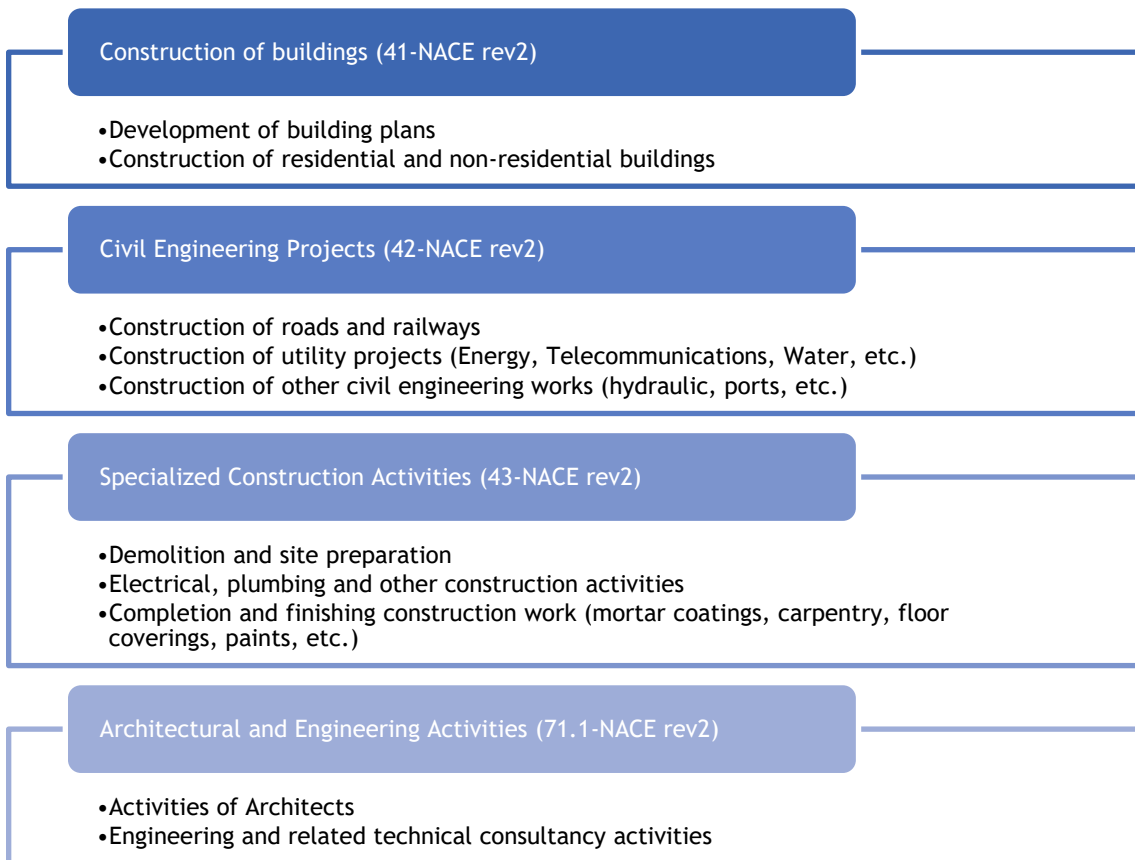 Construction of buildings (41-NACE rev2)
•Development of building plans
•Construction of residential and non-residential buildings
Civil Engineering Projects (42-NACE rev2)
•Construction of roads and railways
•Construction of utility projects (Energy, Telecommunications, Water, etc.)
•Construction of other civil engineering works (hydraulic, ports, etc.)
Specialized Construction Activities (43-NACE rev2)
•Demolition and site preparation
•Electrical, plumbing and other construction activities
•Completion and finishing construction work (mortar coatings, carpentry, floor
coverings, paints, etc.)
Architectural and Engineering Activities (71.1-NACE rev2)
•Activities of Architects
•Engineering and related technical consultancy activities